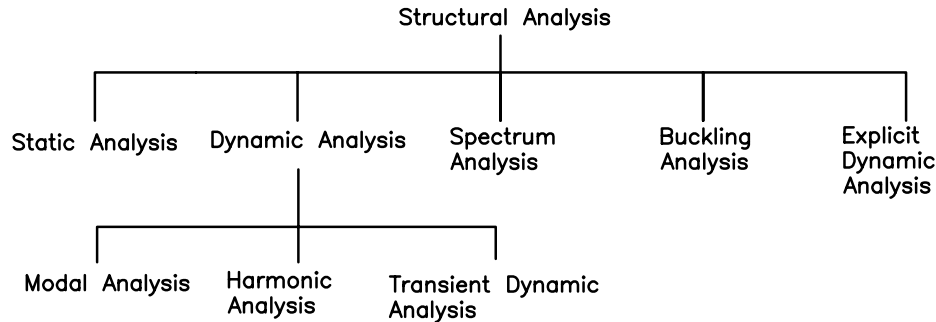 Structural Analysis
Static Analysis
Dynamic Analysis
Spectrum
Analysis
Buckling
Analysis
Explicit
Dynamic
Analysis
Modal Analysis
Harmonic
Analysis
Transient Dynamic
Analysis